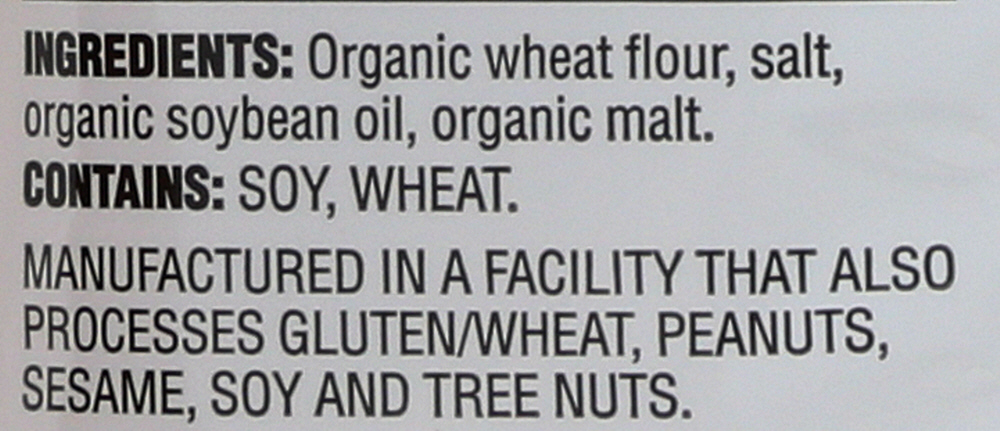 INGREDIENTS: Organic wheat flour, salt,
organic soybean oil, organic malt.
CONTAINS: SOY, WHEAT.
MANUFACTURED IN A FACILITY THAT ALSO
PROCESSES GLUTEN/WHEAT, PEANUTS,
SESAME, SOY AND TREE NUTS.